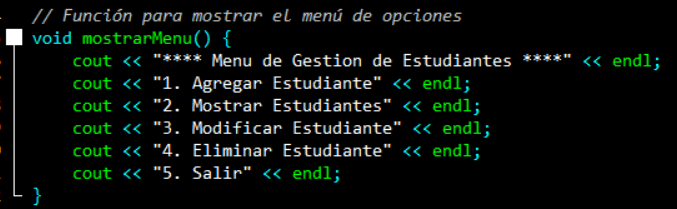 // Función para mostrar el menú de opciones
void mostrarMenu() {
cout << "**** Menu de Gestion de Estudiantes ****" << endl;
cout << "1. Agregar Estudiante" << endl;
cout << "2. Mostrar Estudiantes" << endl;
cout << "3. Modificar Estudiante" << endl;
cout << "4. Eliminar Estudiante" << endl;
cout << "5. Salir" << endl;
}